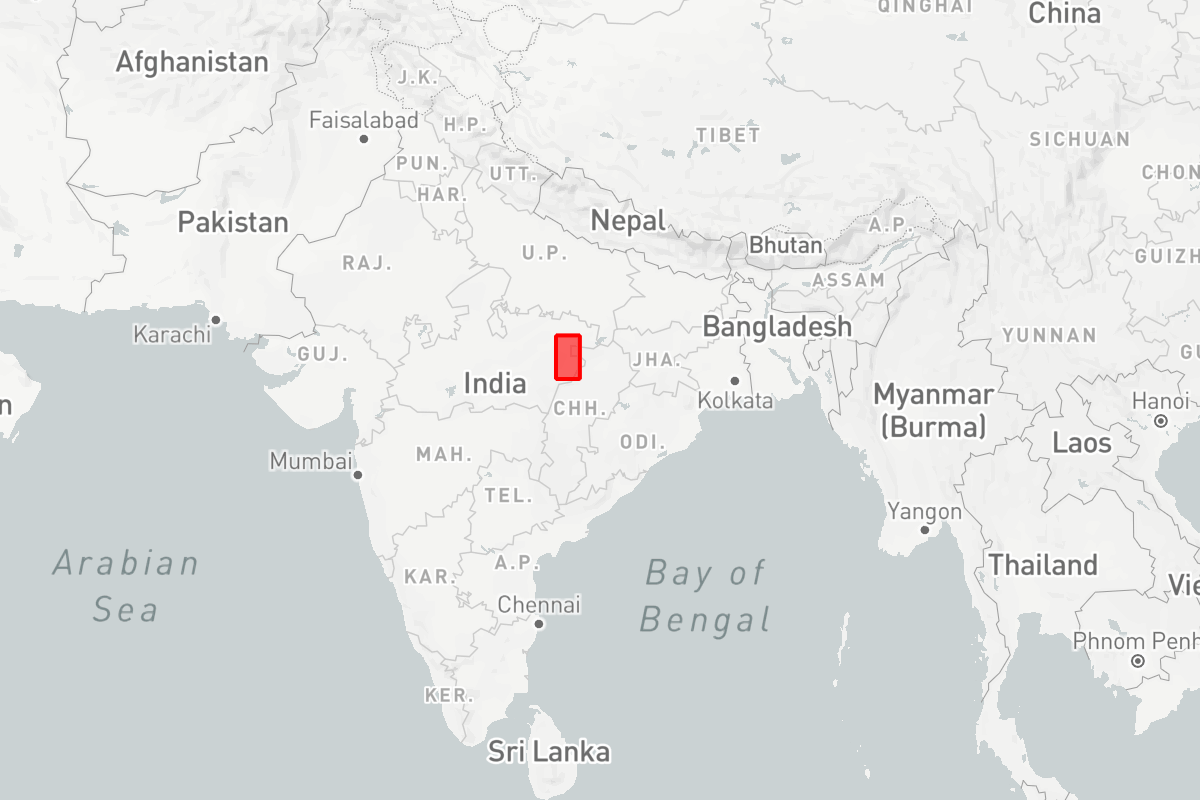 QINGHAI
China
Afghanistan
J.K.
Faisalabad
H.P.
TIBET
SICHUAN
PUN.
UTT.
CHON
HAR.
Pakistan
Nepal
A.P.
Bhutan
U.P.
GUIZH
RAJ.
ASSAM
Karachi
Bangladesh
YUNNAN
GUJ.
JHA.
GU
India
Kolkata
Myanmar
(Burma)
Hanoi
n
CHH.
Laos
ODI.
MAH.
Mumbai
TEL.
Yangon
Arabian
Sea
A.P.
Bay of
Bengal
Thailand
KAR.
Vie
Chennai
Phnom Penh
KER.
Sri Lanka